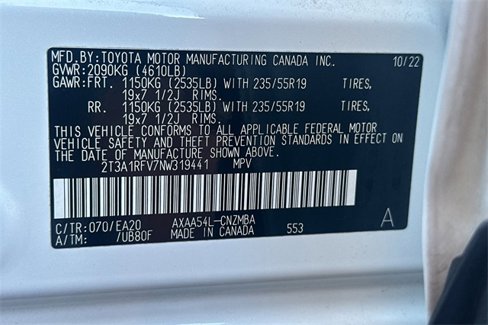 MFD.BY:TOYOTA MOTOR MANUFACTURING CANADA INC. 10/22
GVWR:2090KG (4610LB)
GAWR:FRT. 1150KG (2535LB) WITH 235/55R19 TIRES,
19x7 1/2J RIMS.
RR. 1150KG (2535LB) WITH 235/55R19 TIRES,
19x7 1/2J RIMS.
THIS VEHICLE CONFORMS TO ALL APPLICABLE FEDERAL MOTOR
VEHICLE SAFETY AND THEFT PREVENTION STANDARDS IN EFFECT
ON THE DATE OF MANUFACTURE SHOWN ABOVE.
2T3A1RFV7NW319441 MPV
C/TR:070/EA20 AXAA54L-CNZMBA
A/TM: /UB80F MADE IN CANADA 553 A